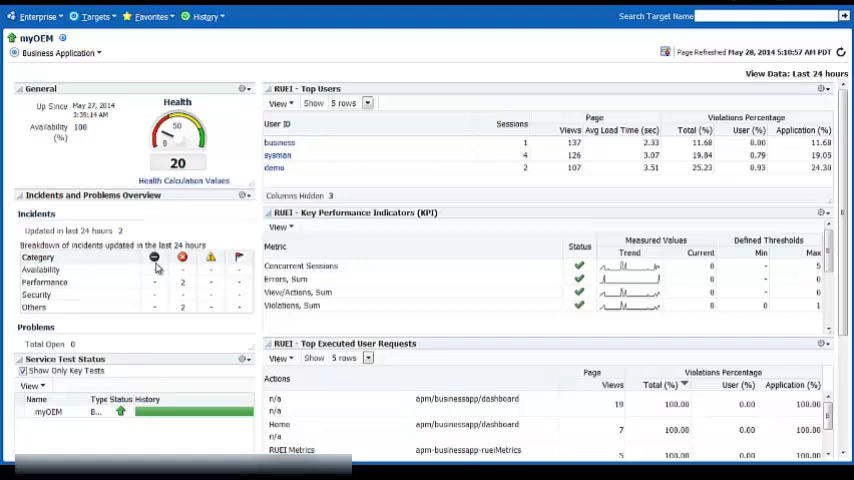 Enterprise Targets Favorites History Search Target Name
myOEM
Business Application Page Refreshed May 28, 2014 5:10:57 AM PDT
View Data: Last 24 hours
General
Up Since May 27, 2014
3:39:14 AM
Availability 100
(%)
Health
50
0
20
Health Calculation Values
Incidents and Problems Overview
Incidents
Updated in last 24 hours 2
Breakdown of incidents updated in the last 24 hours
Category
Availability - - - -
Performance - 2 - -
Security - - - -
Others - 2 - -
Problems
Total Open 0
Service Test Status
Show Only Key Tests
View
Name Type Status History
myOEM B...
RUEI - Top Users
View Show 5 rows
User ID Sessions Page Violations Percentage
Views Avg Load Time (sec) Total (%) User (%) Application (%)
business 1 137 2.33 11.68 0.00 11.68
sysman 4 126 3.07 19.84 0.79 19.05
demo 2 107 3.51 25.23 0.93 24.30
Columns Hidden 3
RUEI - Key Performance Indicators (KPI)
View
Metric Status Measured Values Defined Thresholds
Trend Current Min Max
Concurrent Sessions 0 - 5
Errors, Sum 0 - 0
View/Actions, Sum 0 - 0
Violations, Sum 0 0 1
RUEI - Top Executed User Requests
View Show 5 rows
Actions Page Violations Percentage
Views Total (%) User (%) Application (%)
n/a apm/businessapp/dashboard 19 100.00 0.00 100.00
n/a
Home apm/businessapp/dashboard 7 100.00 0.00 100.00
n/a
RUEI Metrics apm-businessapp-rueiMetrics 5 100.00 0.00 100.00